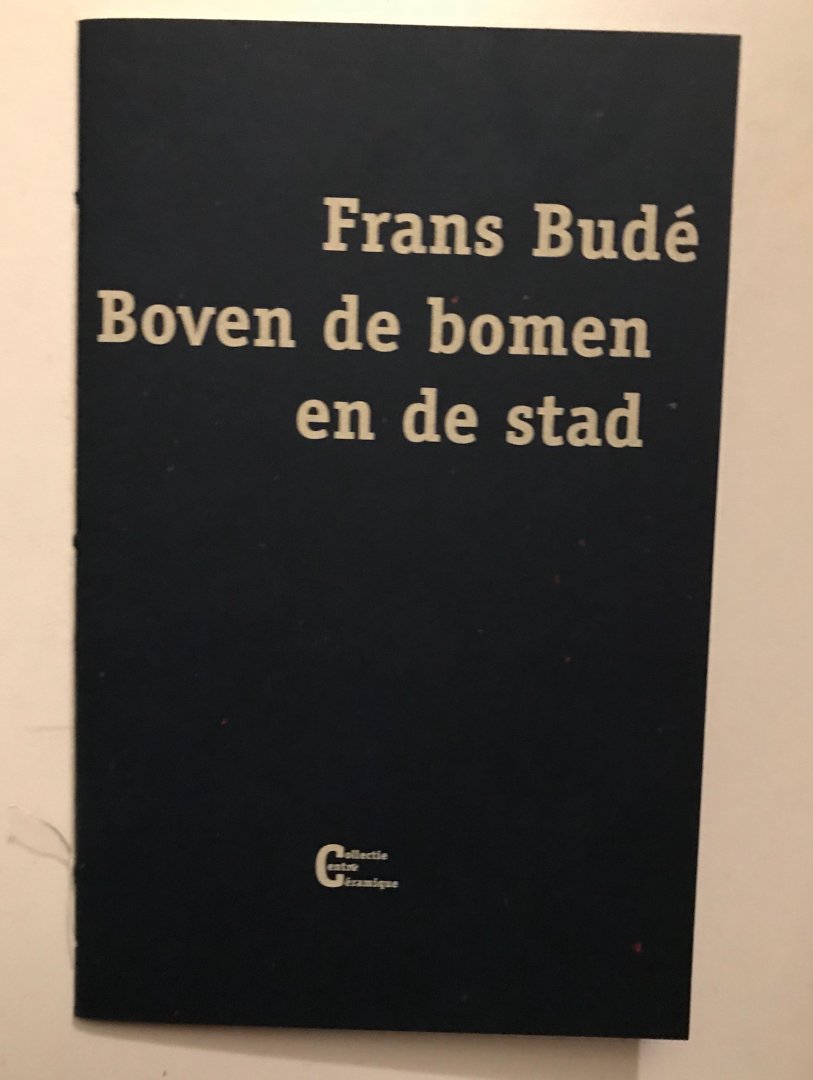 Frans Budé
Boven de bomen
en de stad
Collectie
Centre
Céramique